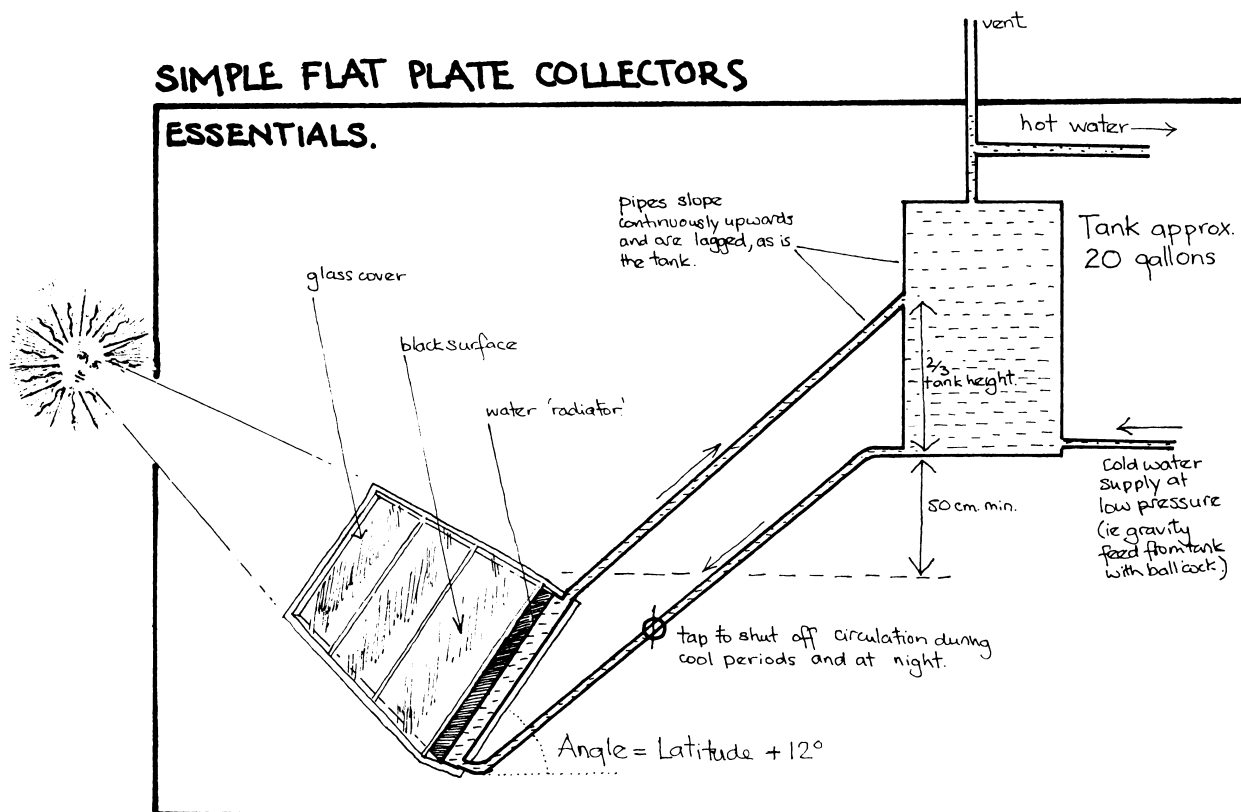 vent
SIMPLE FLAT PLATE COLLECTORS
ESSENTIALS.
hot water
pipes slope
continuously upwards
and are lagged, as is
the tank.
Tank approx.
20 gallons
glass cover
black surface
water 'radiator'
2/3
tank height.
cold water
supply at
low pressure
(ie gravity
feed from tank
with ball cock.)
50 cm. min.
tap to shut off circulation during
cool periods and at night.
Angle = Latitude + 12°